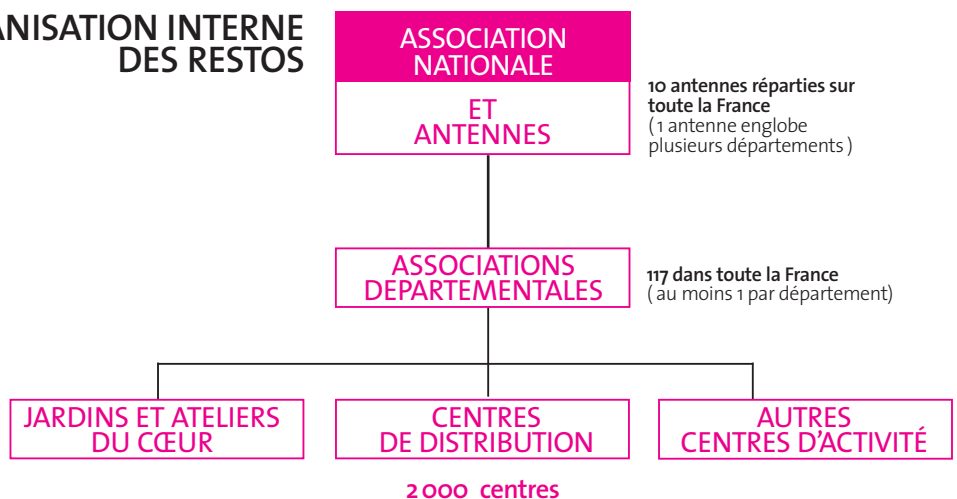 ANISATION INTERNE
DES RESTOS
ASSOCIATION
NATIONALE
ET
ANTENNES
10 antennes réparties sur
toute la France
( 1 antenne englobe
plusieurs départements )
ASSOCIATIONS
DEPARTEMENTALES
117 dans toute la France
( au moins 1 par département)
JARDINS ET ATELIERS
DU CŒUR
CENTRES
DE DISTRIBUTION
AUTRES
CENTRES D'ACTIVITÉ
2 000 centres